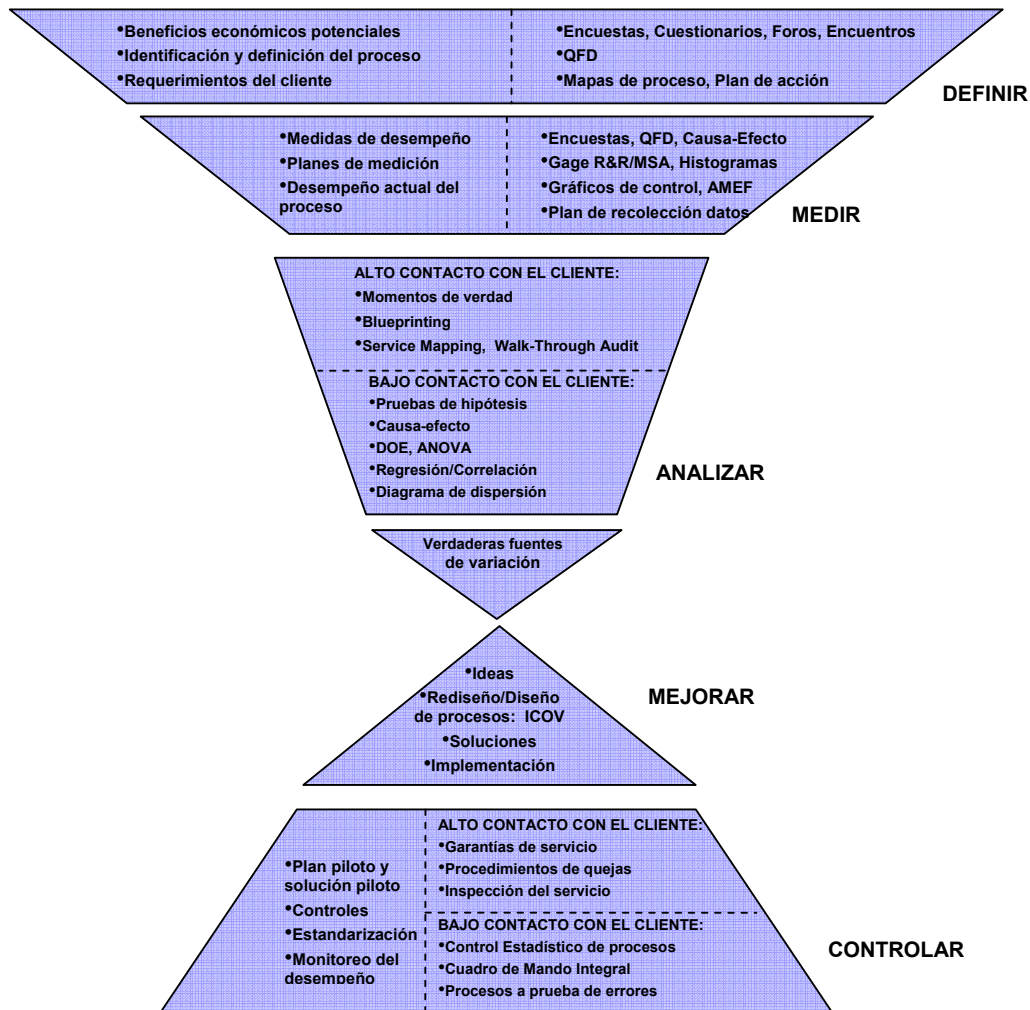 •Beneficios económicos potenciales
•Identificación y definición del proceso
•Requerimientos del cliente
•Encuestas, Cuestionarios, Foros, Encuentros
•QFD
•Mapas de proceso, Plan de acción
DEFINIR
•Medidas de desempeño
•Planes de medición
•Desempeño actual del
proceso
•Encuestas, QFD, Causa-Efecto
•Gage R&R/MSA, Histogramas
•Gráficos de control, AMEF
•Plan de recolección datos
MEDIR
ALTO CONTACTO CON EL CLIENTE:
•Momentos de verdad
•Blueprinting
•Service Mapping, Walk-Through Audit
BAJO CONTACTO CON EL CLIENTE:
•Pruebas de hipótesis
•Causa-efecto
•DOE, ANOVA
•Regresión/Correlación
•Diagrama de dispersión
ANALIZAR
Verdaderas fuentes
de variación
•Ideas
•Rediseño/Diseño
de procesos: ICOV
•Soluciones
•Implementación
MEJORAR
•Plan piloto y
solución piloto
•Controles
•Estandarización
•Monitoreo del
desempeño
ALTO CONTACTO CON EL CLIENTE:
•Garantías de servicio
•Procedimientos de quejas
•Inspección del servicio
BAJO CONTACTO CON EL CLIENTE:
•Control Estadístico de procesos
•Cuadro de Mando Integral
•Procesos a prueba de errores
CONTROLAR